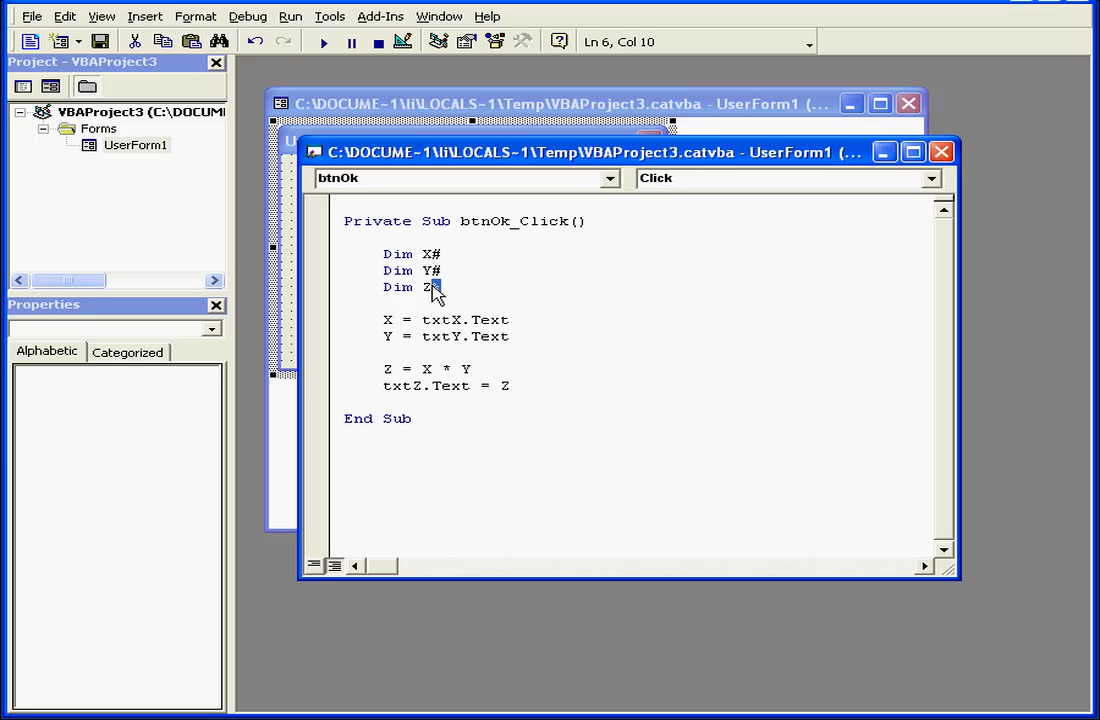 File Edit View Insert Format Debug Run Tools Add-Ins Window Help
Ln 6, Col 10
Project - VBAProject3
VBAProject3 (C:\DOCUM
Forms
UserForm1
Properties
Alphabetic Categorized
C:\DOCUME~1\li\LOCALS~1\Temp\VBAProject3.catvba - UserForm1 (...
U
C:\DOCUME~1\li\LOCALS~1\Temp\VBAProject3.catvba - UserForm1 (...
btnOk Click
Private Sub btnOk_Click()
Dim X#
Dim Y#
Dim Z
X = txtX.Text
Y = txtY.Text
Z = X * Y
txtZ.Text = Z
End Sub